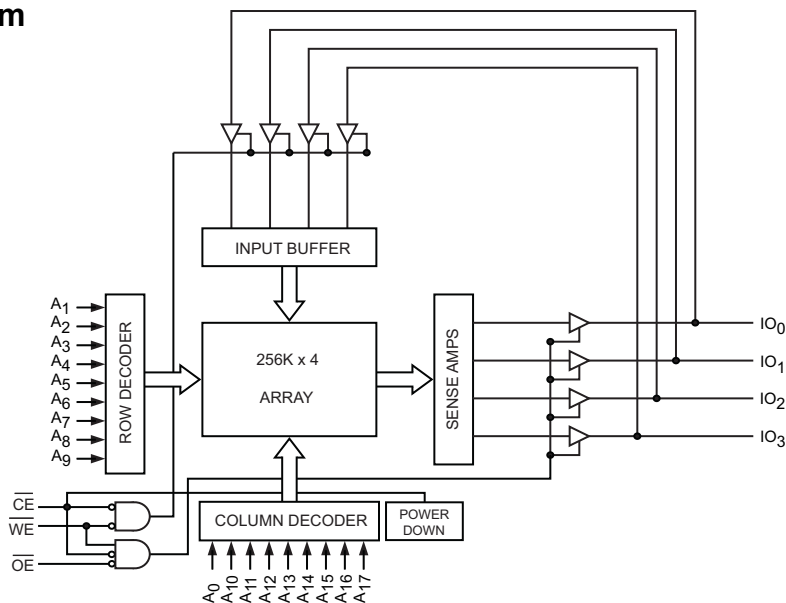 m
INPUT BUFFER
A1
A2
A3
A4
A5
A6
A7
A8
A9
ROW DECODER
256K x 4
ARRAY
SENSE AMPS
IO0
IO1
IO2
IO3
CE
WE
OE
COLUMN DECODER
POWER
DOWN
A0
A10
A11
A12
A13
A14
A15
A16
A17